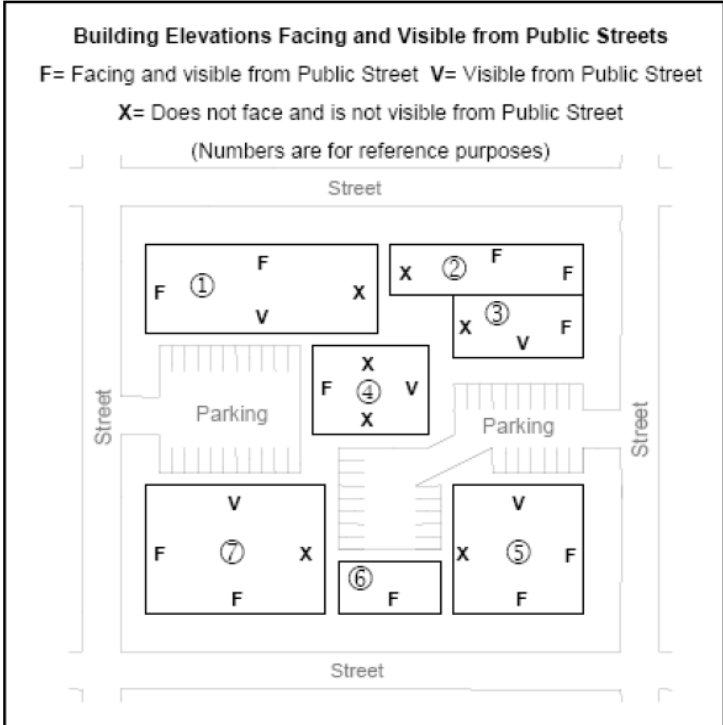 Building Elevations Facing and Visible from Public Streets
F= Facing and visible from Public Street V= Visible from Public Street
X= Does not face and is not visible from Public Street
(Numbers are for reference purposes)
Street
F
F ① X
V
F
X ② F
③
X F
V
X
F ④ V
X
Street
Parking
Parking
Street
V
F ⑦ X
F
⑥
F
V
X ⑤ F
F
Street